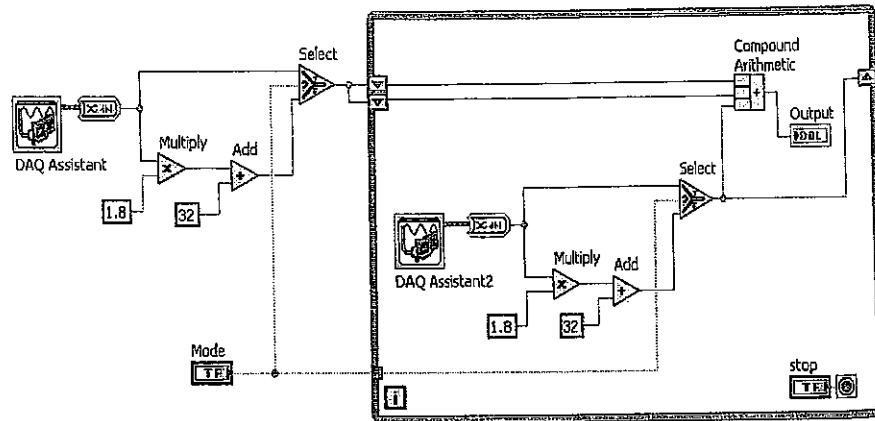 Select
Compound
Arithmetic
Output
DBL
DAQ Assistant
Multiply
Add
1.8
32
Select
DAQ Assistant2
Multiply
Add
1.8
32
Mode
TF
i
stop
TF